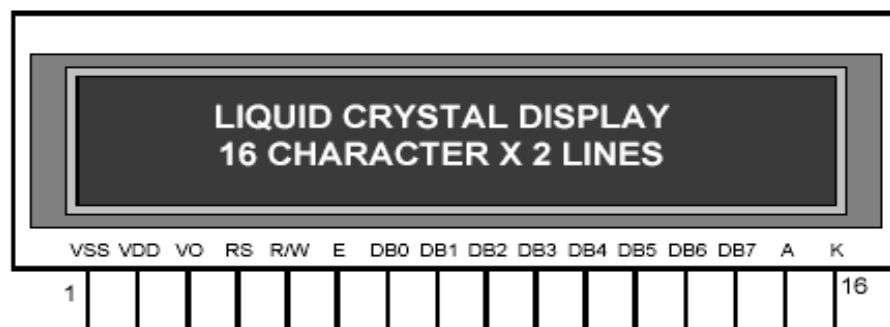 LIQUID CRYSTAL DISPLAY
16 CHARACTER X 2 LINES
VSS VDD VO RS R/W E DB0 DB1 DB2 DB3 DB4 DB5 DB6 DB7 A K
1 16